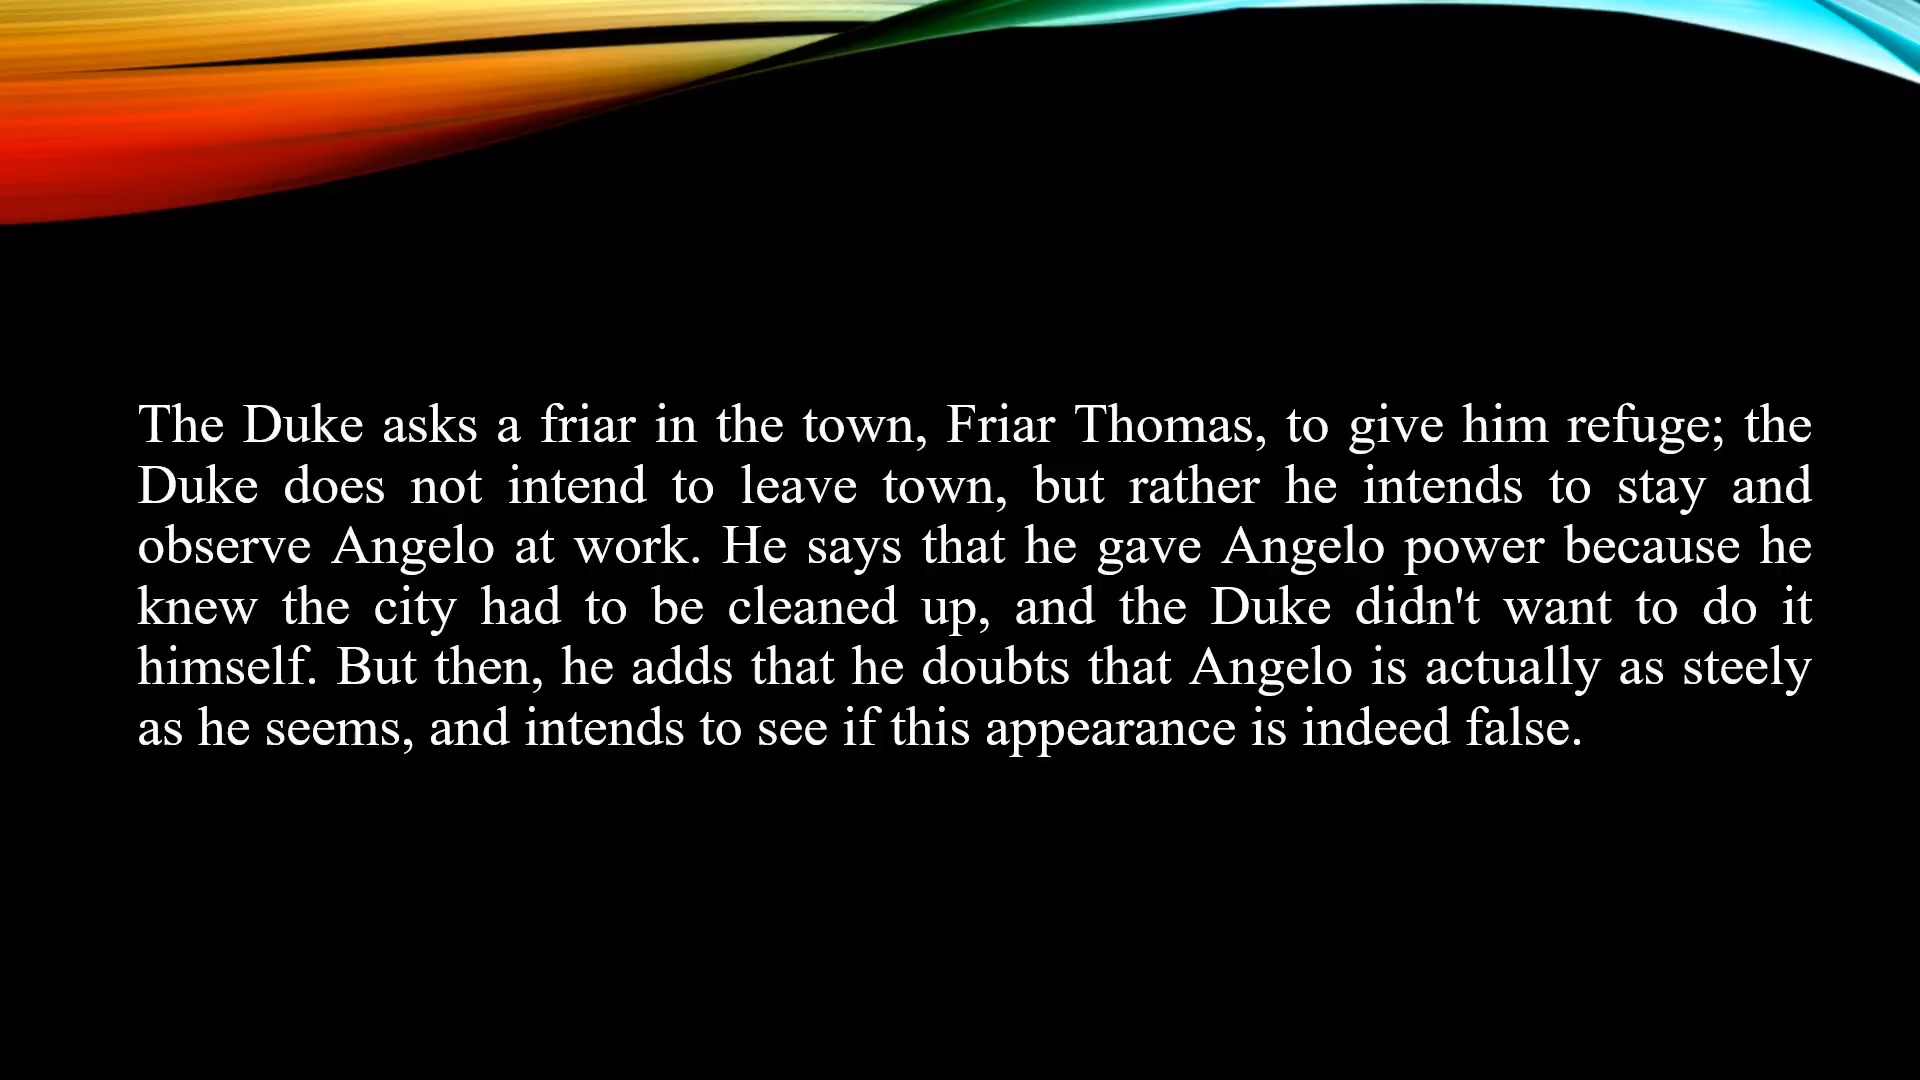 The Duke asks a friar in the town, Friar Thomas, to give him refuge; the
Duke does not intend to leave town, but rather he intends to stay and
observe Angelo at work. He says that he gave Angelo power because he
knew the city had to be cleaned up, and the Duke didn't want to do it
himself. But then, he adds that he doubts that Angelo is actually as steely
as he seems, and intends to see if this appearance is indeed false.